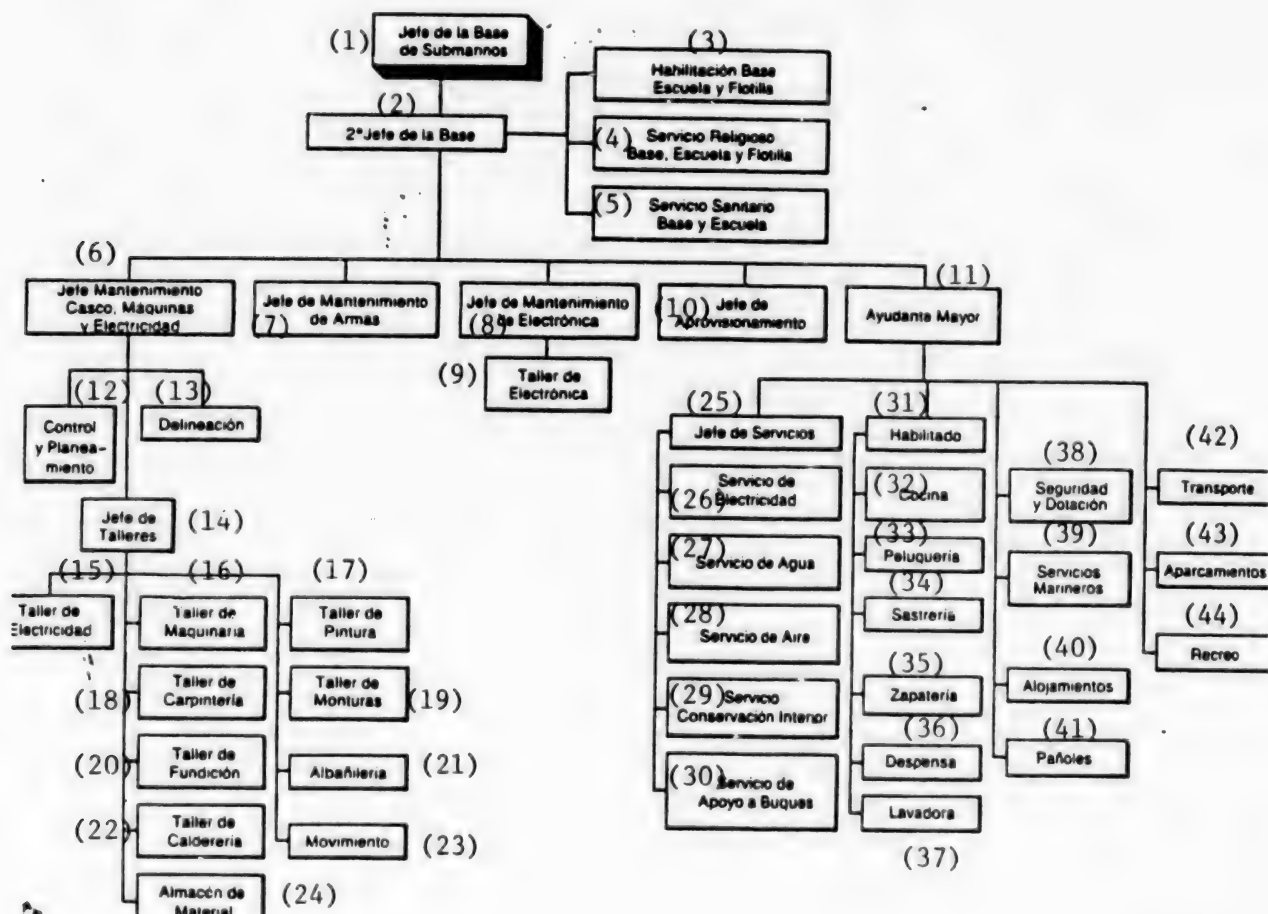 (1)
Jefe de la Base
de Submarinos
(2)
2ª Jefe de la Base
(3)
Habilitación Base
Escuela y Flotilla
(4)
Servicio Religioso
Base, Escuela y Flotilla
(5)
Servicio Sanitario
Base y Escuela
(6)
Jefe Mantenimiento
Casco, Máquinas
y Electricidad
(7)
Jefe de Mantenimiento
de Armas
(8)
Jefe de Mantenimiento
de Electrónica
(9)
Taller de
Electrónica
(10)
Jefe de
Aprovisionamiento
(11)
Ayudante Mayor
(12)
Control
y Planea-
miento
(13)
Delineación
Jefe de
Talleres
(14)
(15)
Taller de
Electricidad
(16)
Taller de
Maquinaria
(17)
Taller de
Pintura
(18)
Taller de
Carpintería
Taller de
Monturas
(19)
(20)
Taller de
Fundición
Albañilería
(21)
(22)
Taller de
Calderería
Movimiento
(23)
Almacén de
Material
(24)
(25)
Jefe de Servicios
(26)
Servicio de
Electricidad
(27)
Servicio de Agua
(28)
Servicio de Aire
(29)
Servicio
Conservación Interior
(30)
Servicio de
Apoyo a Buques
(31)
Habilitado
(32)
Cocina
(33)
Peluquería
(34)
Sastrería
(35)
Zapatería
(36)
Despensa
Lavadora
(37)
(38)
Seguridad
y Dotación
(39)
Servicios
Marineros
(40)
Alojamientos
(41)
Pañoles
(42)
Transporte
(43)
Aparcamientos
(44)
Recreo